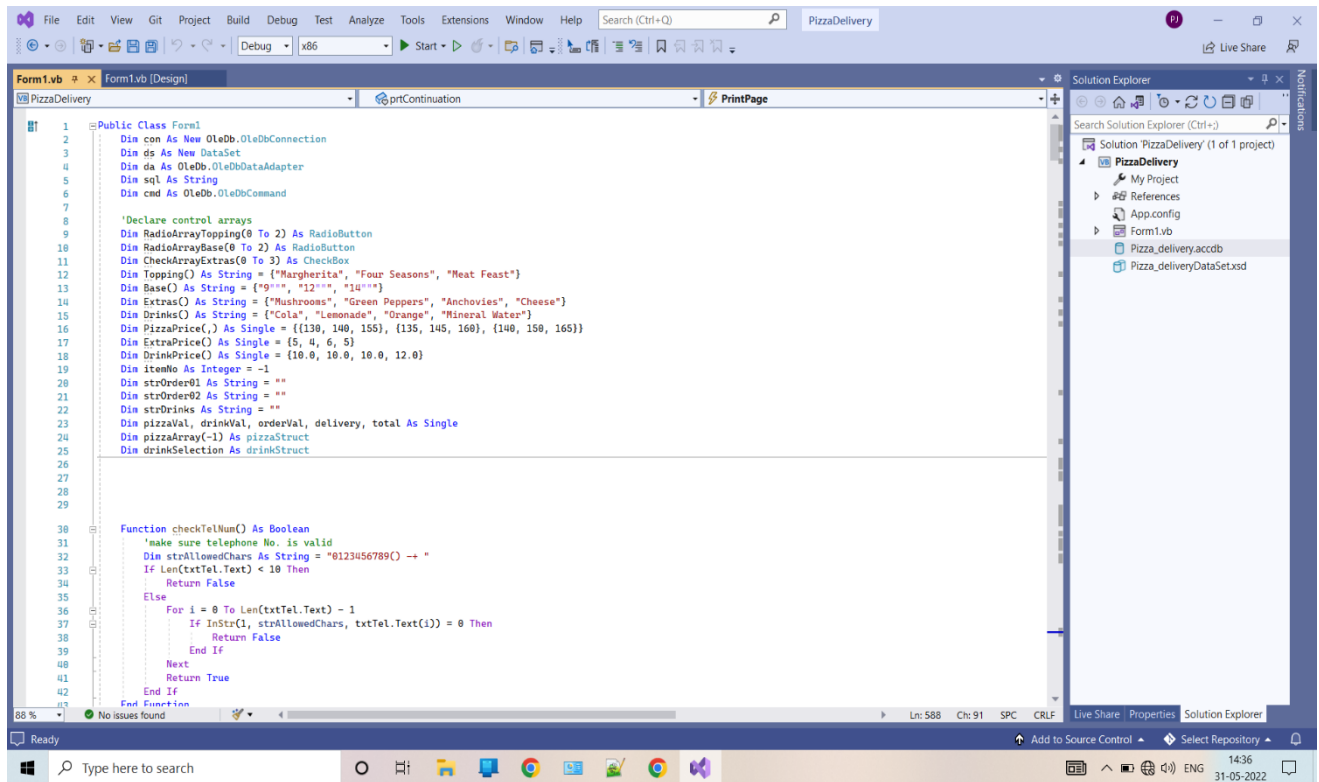 File Edit View Git Project Build Debug Test Analyze Tools Extensions Window Help Search (Ctrl+Q) PizzaDelivery PJ
Debug x86 Start Live Share
Form1.vb Form1.vb [Design]
VB PizzaDelivery prtContinuation PrintPage
1 Public Class Form1
2 Dim con As New OleDb.OleDbConnection
3 Dim ds As New DataSet
4 Dim da As OleDb.OleDbDataAdapter
5 Dim sql As String
6 Dim cmd As OleDb.OleDbCommand
7
8 'Declare control arrays
9 Dim RadioArrayTopping(0 To 2) As RadioButton
10 Dim RadioArrayBase(0 To 2) As RadioButton
11 Dim CheckArrayExtras(0 To 3) As CheckBox
12 Dim Topping() As String = {"Margherita", "Four Seasons", "Meat Feast"}
13 Dim Base() As String = {"9""", "12""", "14"""}
14 Dim Extras() As String = {"Mushrooms", "Green Peppers", "Anchovies", "Cheese"}
15 Dim Drinks() As String = {"Cola", "Lemonade", "Orange", "Mineral Water"}
16 Dim PizzaPrice(,) As Single = {{130, 140, 155}, {135, 145, 160}, {140, 150, 165}}
17 Dim ExtraPrice() As Single = {5, 4, 6, 5}
18 Dim DrinkPrice() As Single = {10.0, 10.0, 10.0, 12.0}
19 Dim itemNo As Integer = -1
20 Dim strOrder01 As String = ""
21 Dim strOrder02 As String = ""
22 Dim strDrinks As String = ""
23 Dim pizzaVal, drinkVal, orderVal, delivery, total As Single
24 Dim pizzaArray(-1) As pizzaStruct
25 Dim drinkSelection As drinkStruct
26
27
28
29
30 Function checkTelNum() As Boolean
31 'make sure telephone No. is valid
32 Dim strAllowedChars As String = "0123456789() -+ "
33 If Len(txtTel.Text) < 10 Then
34 Return False
35 Else
36 For i = 0 To Len(txtTel.Text) - 1
37 If InStr(1, strAllowedChars, txtTel.Text(i)) = 0 Then
38 Return False
39 End If
40 Next
41 Return True
42 End If
43 End Function
88 % No issues found Ln: 588 Ch: 91 SPC CRLF
Solution Explorer
Search Solution Explorer (Ctrl+;)
Solution 'PizzaDelivery' (1 of 1 project)
VB PizzaDelivery
My Project
References
App.config
Form1.vb
Pizza_delivery.accdb
Pizza_deliveryDataSet.xsd
Notifications
Live Share Properties Solution Explorer
Ready Add to Source Control Select Repository
Type here to search ENG 14:36
31-05-2022